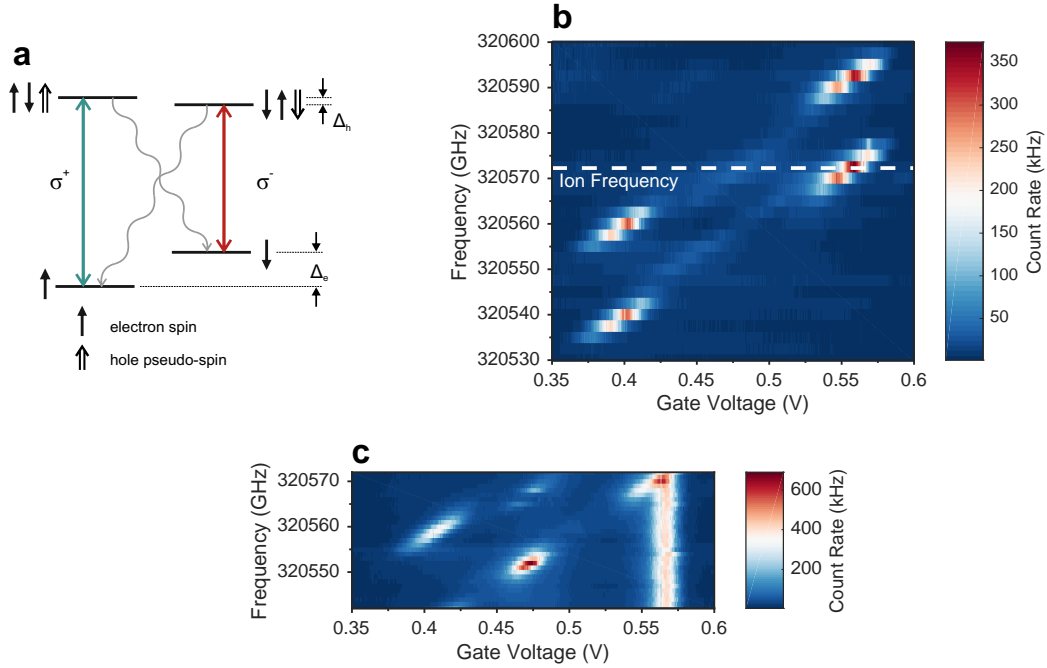 a
Δh
σ+
σ-
Δe
electron spin
hole pseudo-spin
b
320600
320590
320580
320570
320560
320550
320540
320530
Frequency (GHz)
Ion Frequency
0.35
0.4
0.45
0.5
0.55
0.6
Gate Voltage (V)
350
300
250
200
150
100
50
Count Rate (kHz)
c
320570
320560
320550
Frequency (GHz)
0.35
0.4
0.45
0.5
0.55
0.6
Gate Voltage (V)
600
400
200
Count Rate (kHz)